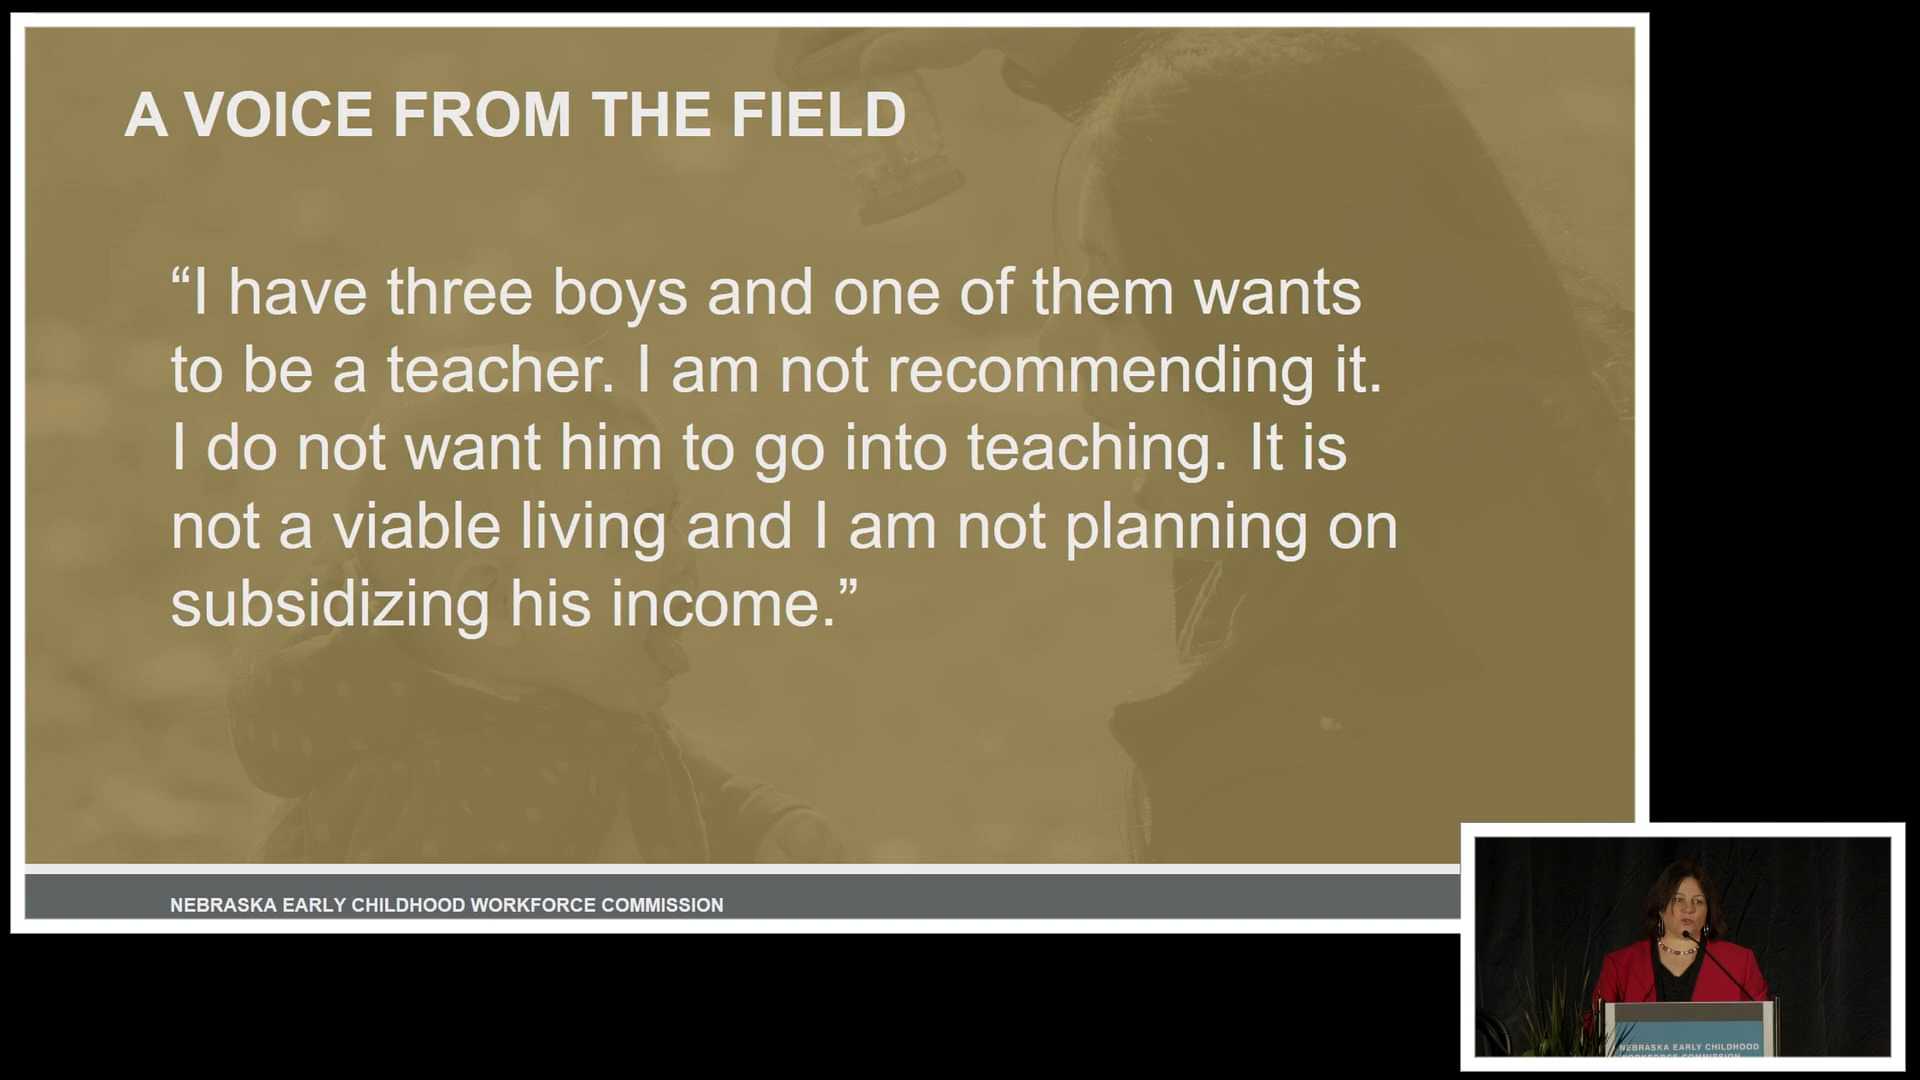 A VOICE FROM THE FIELD
“I have three boys and one of them wants
to be a teacher. I am not recommending it.
I do not want him to go into teaching. It is
not a viable living and I am not planning on
subsidizing his income.”
NEBRASKA EARLY CHILDHOOD WORKFORCE COMMISSION
NEBRASKA EARLY CHILDHOOD
WORKFORCE COMMISSION